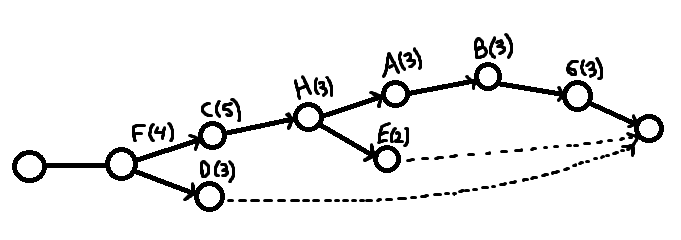 F(4)
C(5)
H(3)
A(3)
B(3)
G(3)
D(3)
E(2)